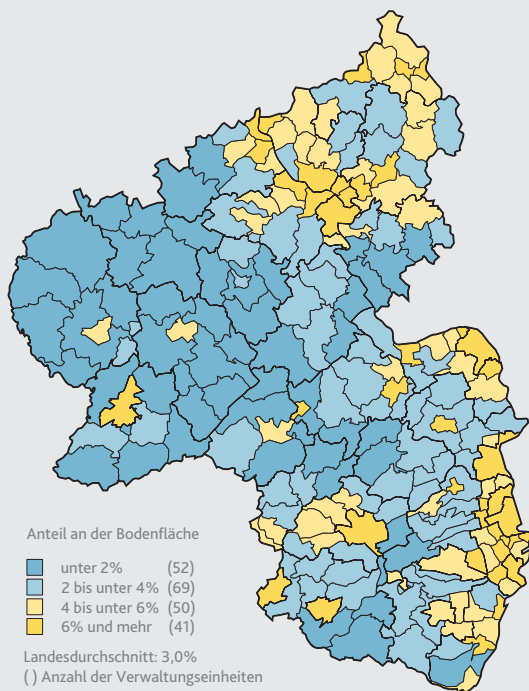 Anteil an der Bodenfläche
unter 2% (52)
2 bis unter 4% (69)
4 bis unter 6% (50)
6% und mehr (41)
Landesdurchschnitt: 3,0%
( ) Anzahl der Verwaltungseinheiten